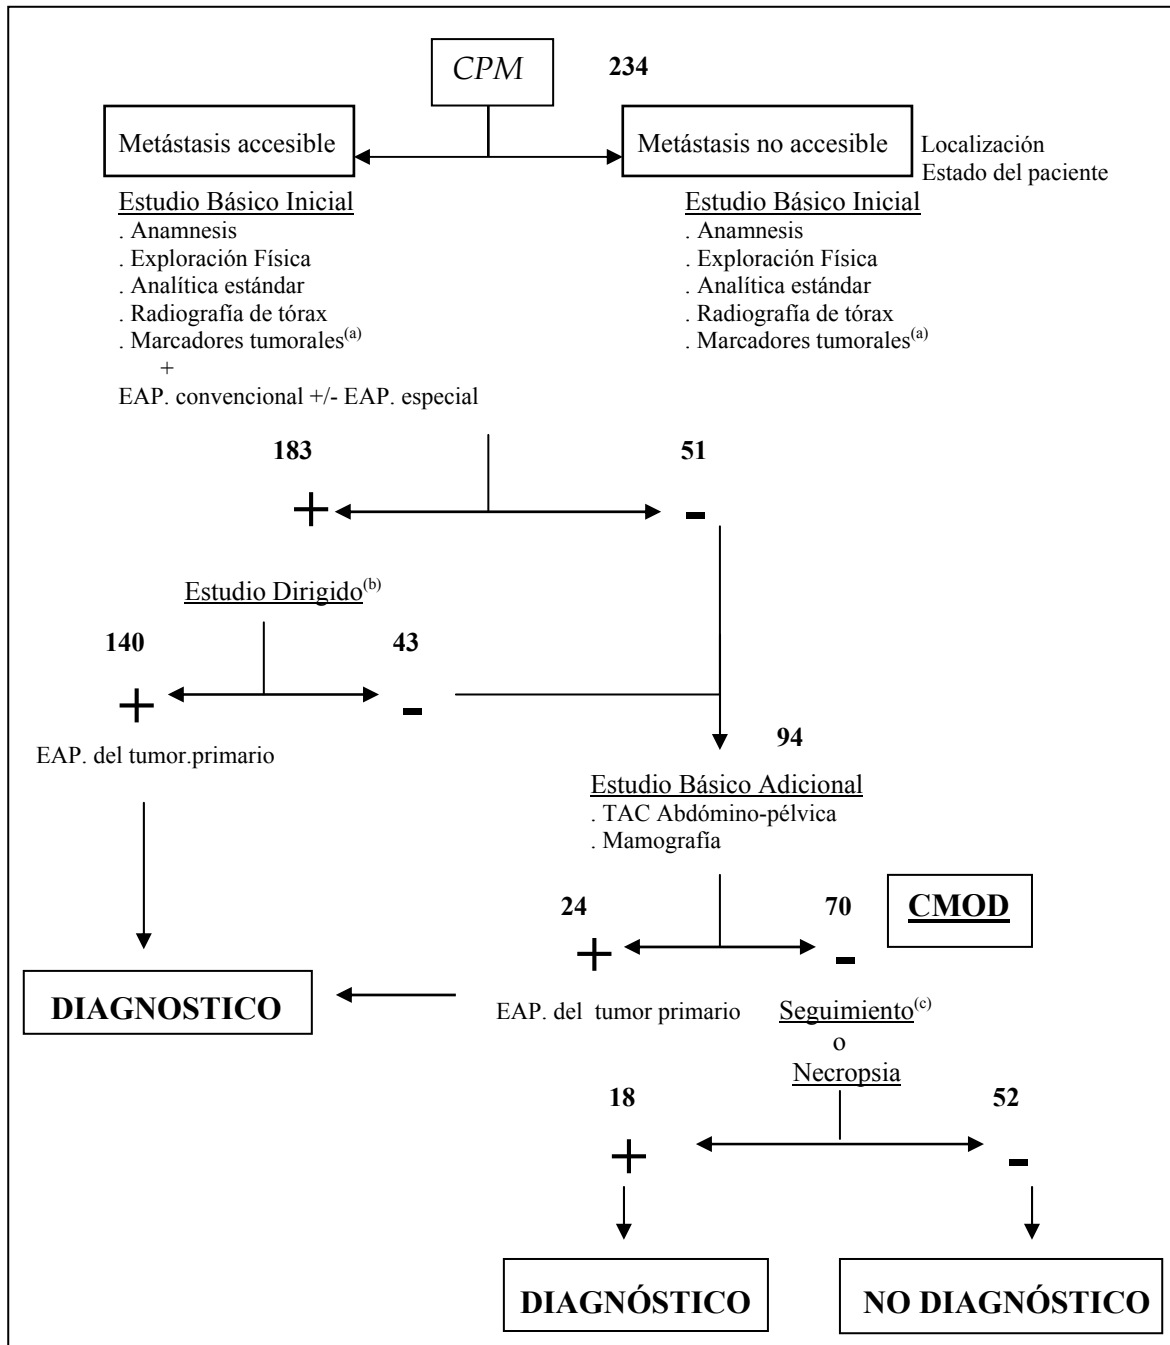 CPM
234
Metástasis accesible
Metástasis no accesible
Localización
Estado del paciente
Estudio Básico Inicial
. Anamnesis
. Exploración Física
. Analítica estándar
. Radiografía de tórax
. Marcadores tumorales(a)
+
EAP. convencional +/- EAP. especial
Estudio Básico Inicial
. Anamnesis
. Exploración Física
. Analítica estándar
. Radiografía de tórax
. Marcadores tumorales(a)
183
51
+
-
Estudio Dirigido(b)
140
43
+
-
EAP. del tumor.primario
94
Estudio Básico Adicional
. TAC Abdómino-pélvica
. Mamografía
24
70
CMOD
+
-
DIAGNOSTICO
EAP. del tumor primario
Seguimiento(c)
o
Necropsia
18
52
+
-
DIAGNÓSTICO
NO DIAGNÓSTICO